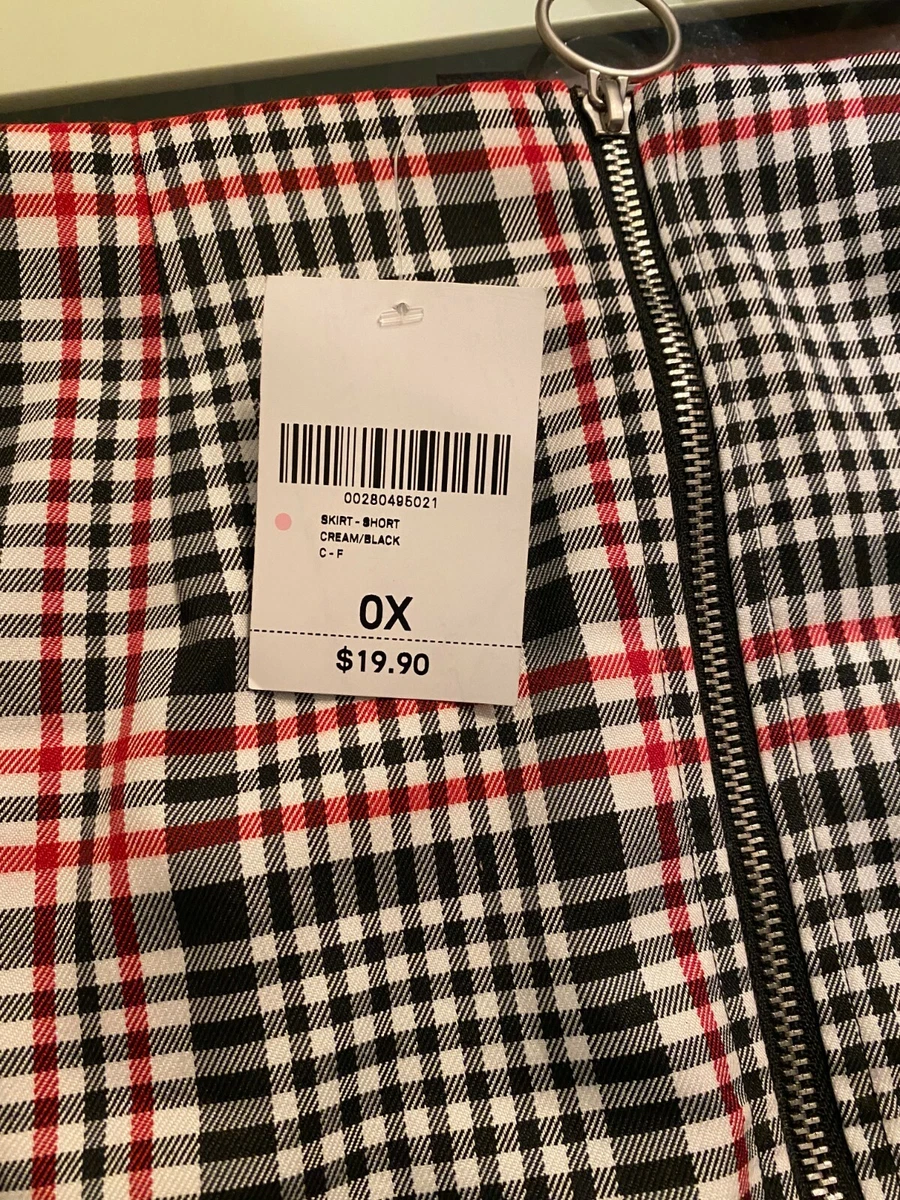 00280495021
SKIRT - SHORT
CREAM/BLACK
C - F
0X
$19.90